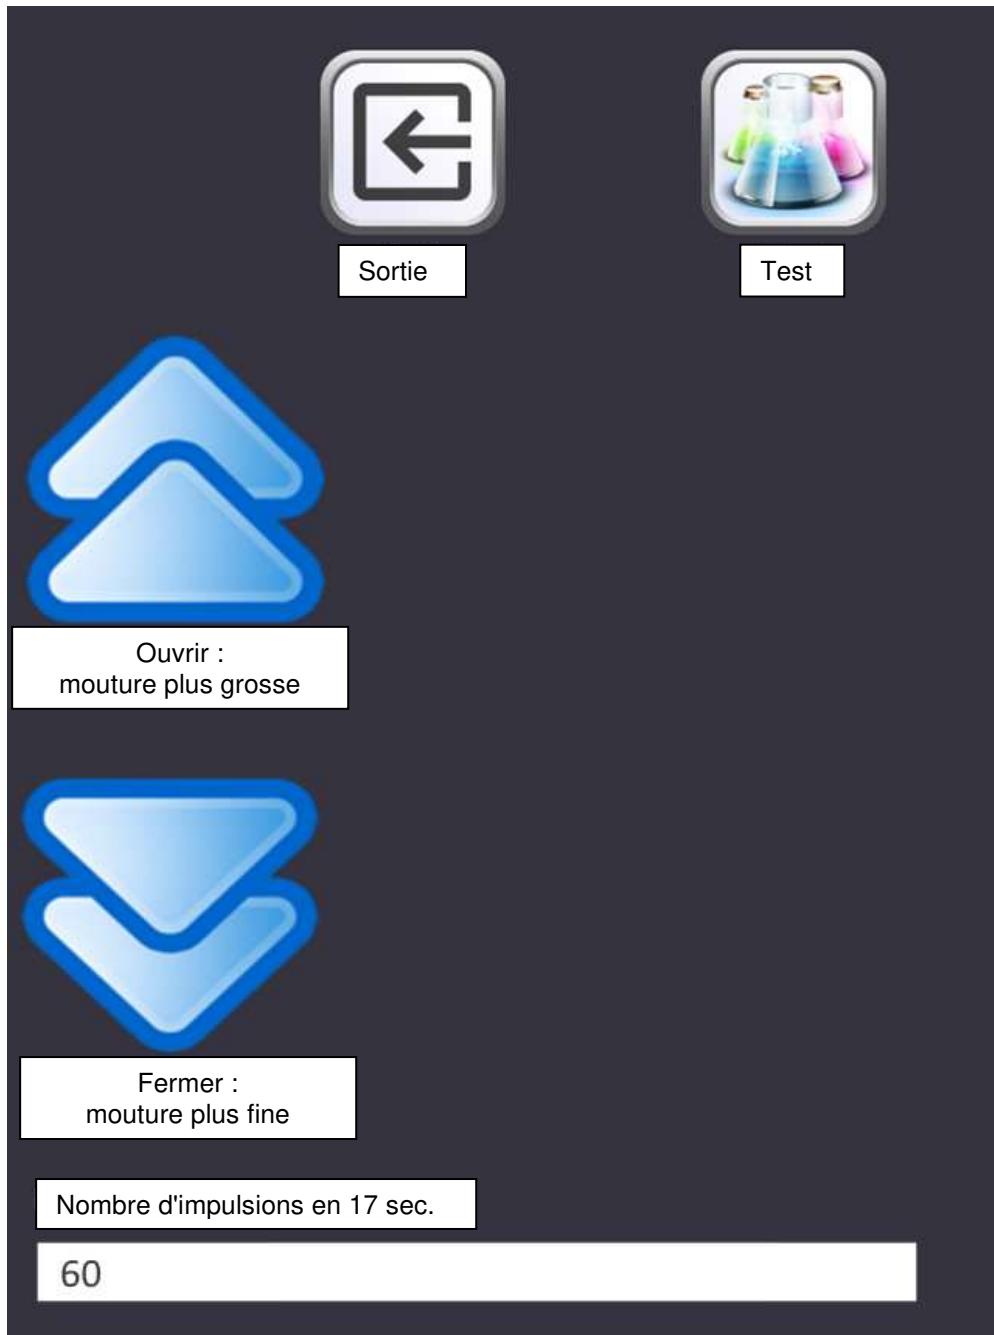 Sortie
Test
Ouvrir :
mouture plus grosse
Fermer :
mouture plus fine
Nombre d'impulsions en 17 sec.
60